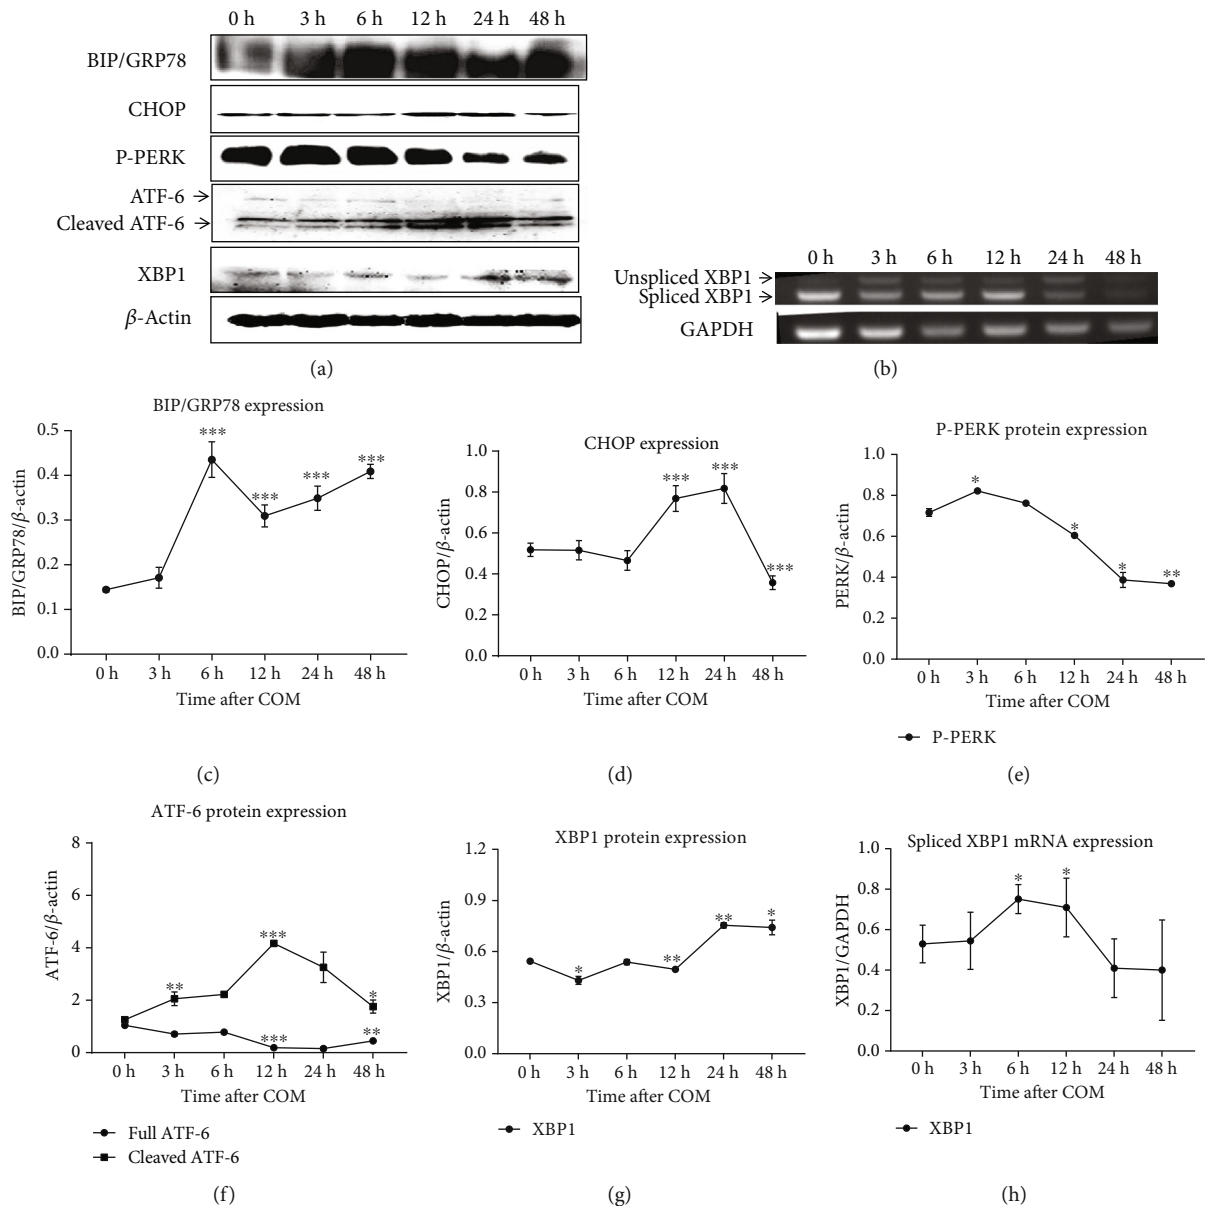 0 h 3 h 6 h 12 h 24 h 48 h
BIP/GRP78
CHOP
P-PERK
ATF-6
Cleaved ATF-6
XBP1
β-Actin
(a)
0 h 3 h 6 h 12 h 24 h 48 h
Unspliced XBP1
Spliced XBP1
GAPDH
(b)
BIP/GRP78 expression
BIP/GRP78/β-actin
0.5
0.4
0.3
0.2
0.1
0.0
***
***
***
***
0 h 3 h 6 h 12 h 24 h 48 h
Time after COM
(c)
CHOP expression
CHOP/β-actin
1.0
0.8
0.6
0.4
0.2
0.0
***
***
***
0 h 3 h 6 h 12 h 24 h 48 h
Time after COM
(d)
P-PERK protein expression
PERK/β-actin
1.0
0.8
0.6
0.4
0.2
0.0
*
*
*
**
0 h 3 h 6 h 12 h 24 h 48 h
Time after COM
P-PERK
(e)
ATF-6 protein expression
ATF-6/β-actin
8
6
4
2
0
**
***
*
***
**
0 h 3 h 6 h 12 h 24 h 48 h
Time after COM
Full ATF-6
Cleaved ATF-6
(f)
XBP1 protein expression
XBP1/β-actin
1.2
0.9
0.6
0.3
0.0
*
**
**
*
0 h 3 h 6 h 12 h 24 h 48 h
Time after COM
XBP1
(g)
Spliced XBP1 mRNA expression
XBP1/GAPDH
1.0
0.8
0.6
0.4
0.2
0.0
*
*
0 h 3 h 6 h 12 h 24 h 48 h
Time after COM
XBP1
(h)